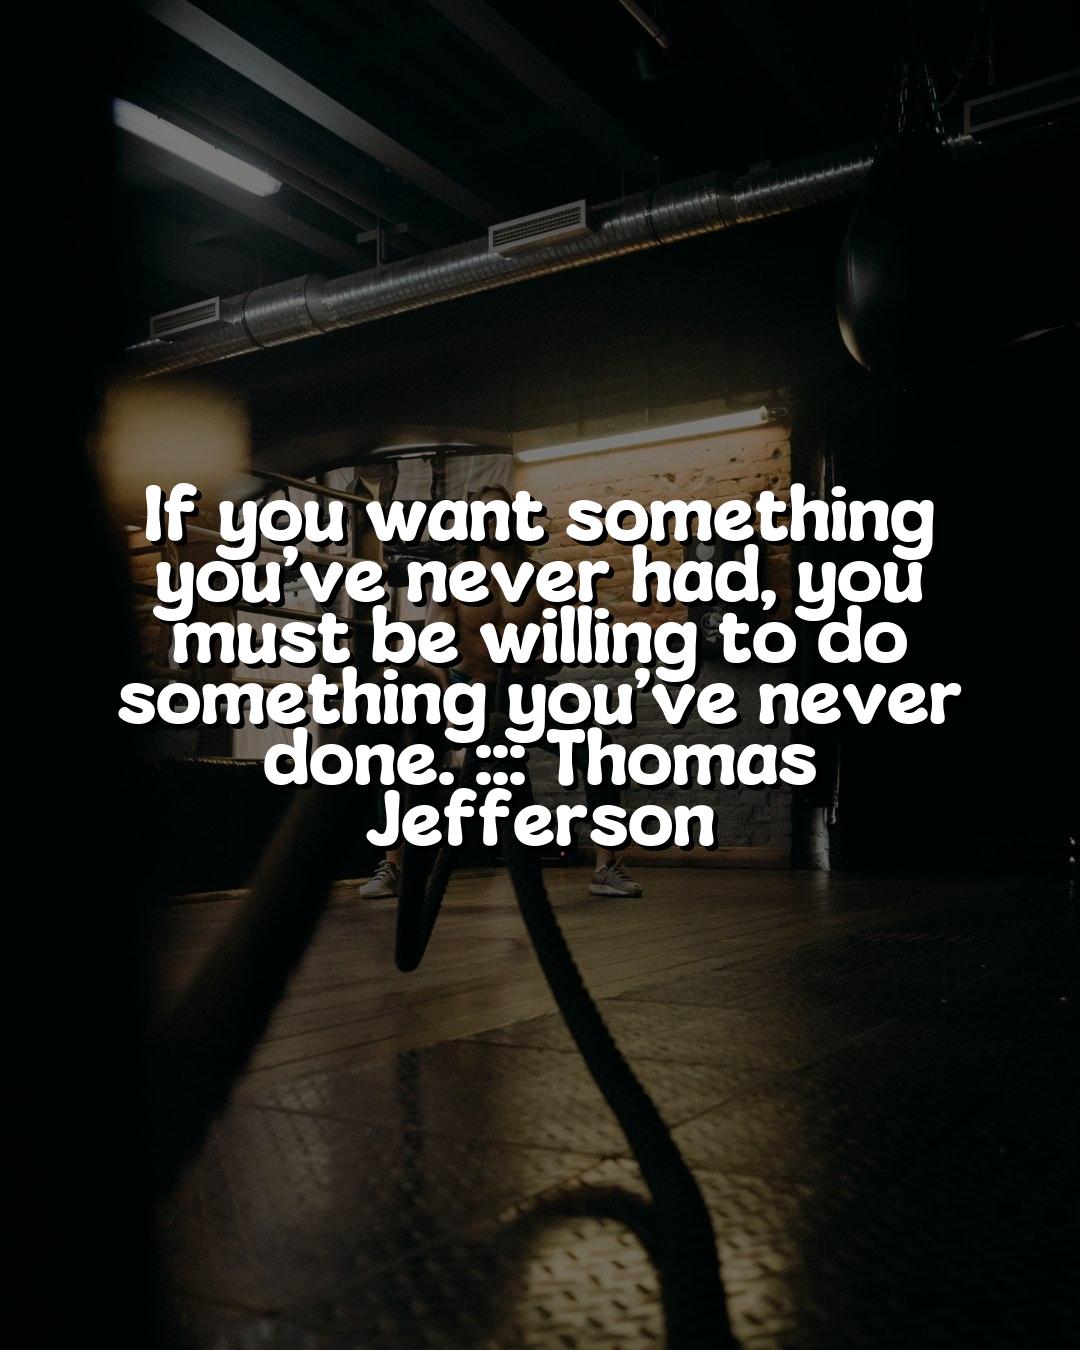 If you want something
you’ve never had, you
must be willing to do
something you’ve never
done. ::: Thomas
Jefferson